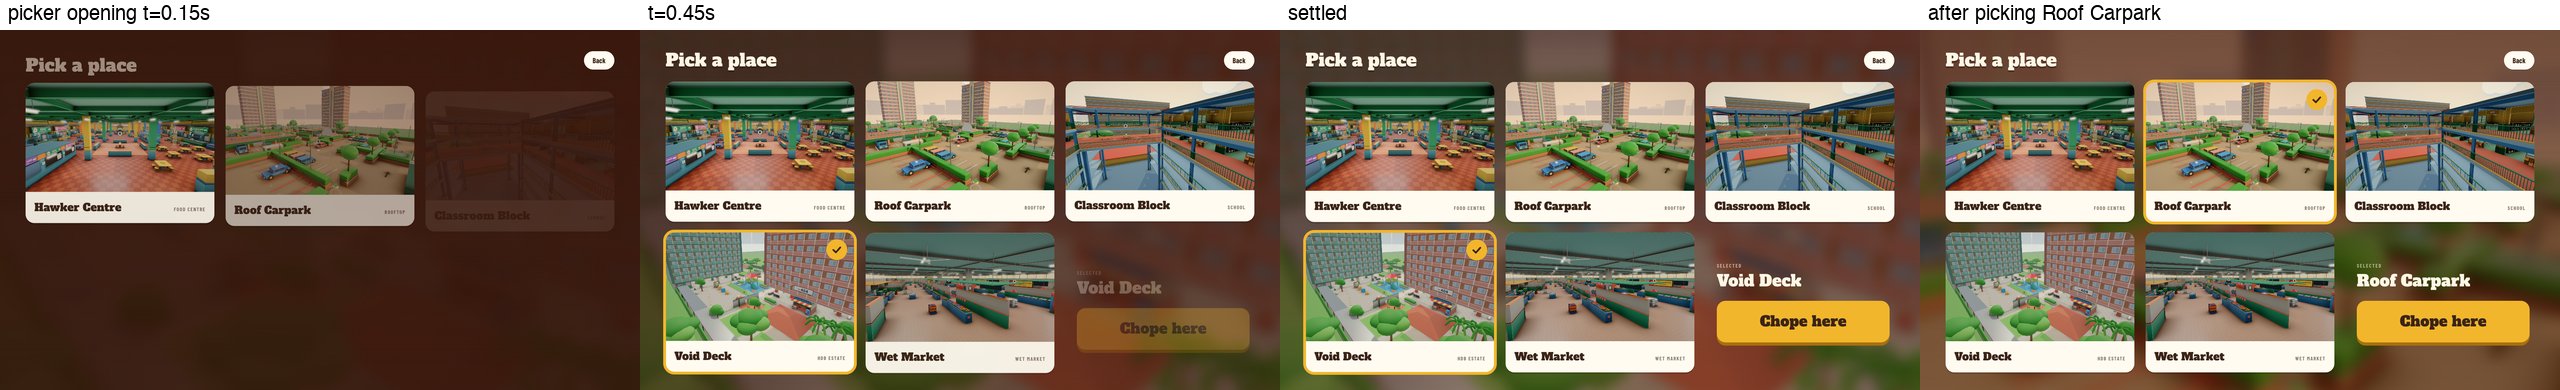 picker opening t=0.15s
Pick a place
Back
Hawker Centre
FOOD CENTRE
Roof Carpark
ROOFTOP
Classroom Block
t=0.45s
Pick a place
Back
Hawker Centre
FOOD CENTRE
Roof Carpark
ROOFTOP
Classroom Block
SCHOOL
Void Deck
HDB ESTATE
Wet Market
WET MARKET
SELECTED
Void Deck
Chope here
settled
Pick a place
Back
Hawker Centre
FOOD CENTRE
Roof Carpark
ROOFTOP
Classroom Block
SCHOOL
Void Deck
HDB ESTATE
Wet Market
WET MARKET
SELECTED
Void Deck
Chope here
after picking Roof Carpark
Pick a place
Back
Hawker Centre
FOOD CENTRE
Roof Carpark
ROOFTOP
Classroom Block
SCHOOL
Void Deck
HDB ESTATE
Wet Market
WET MARKET
SELECTED
Roof Carpark
Chope here